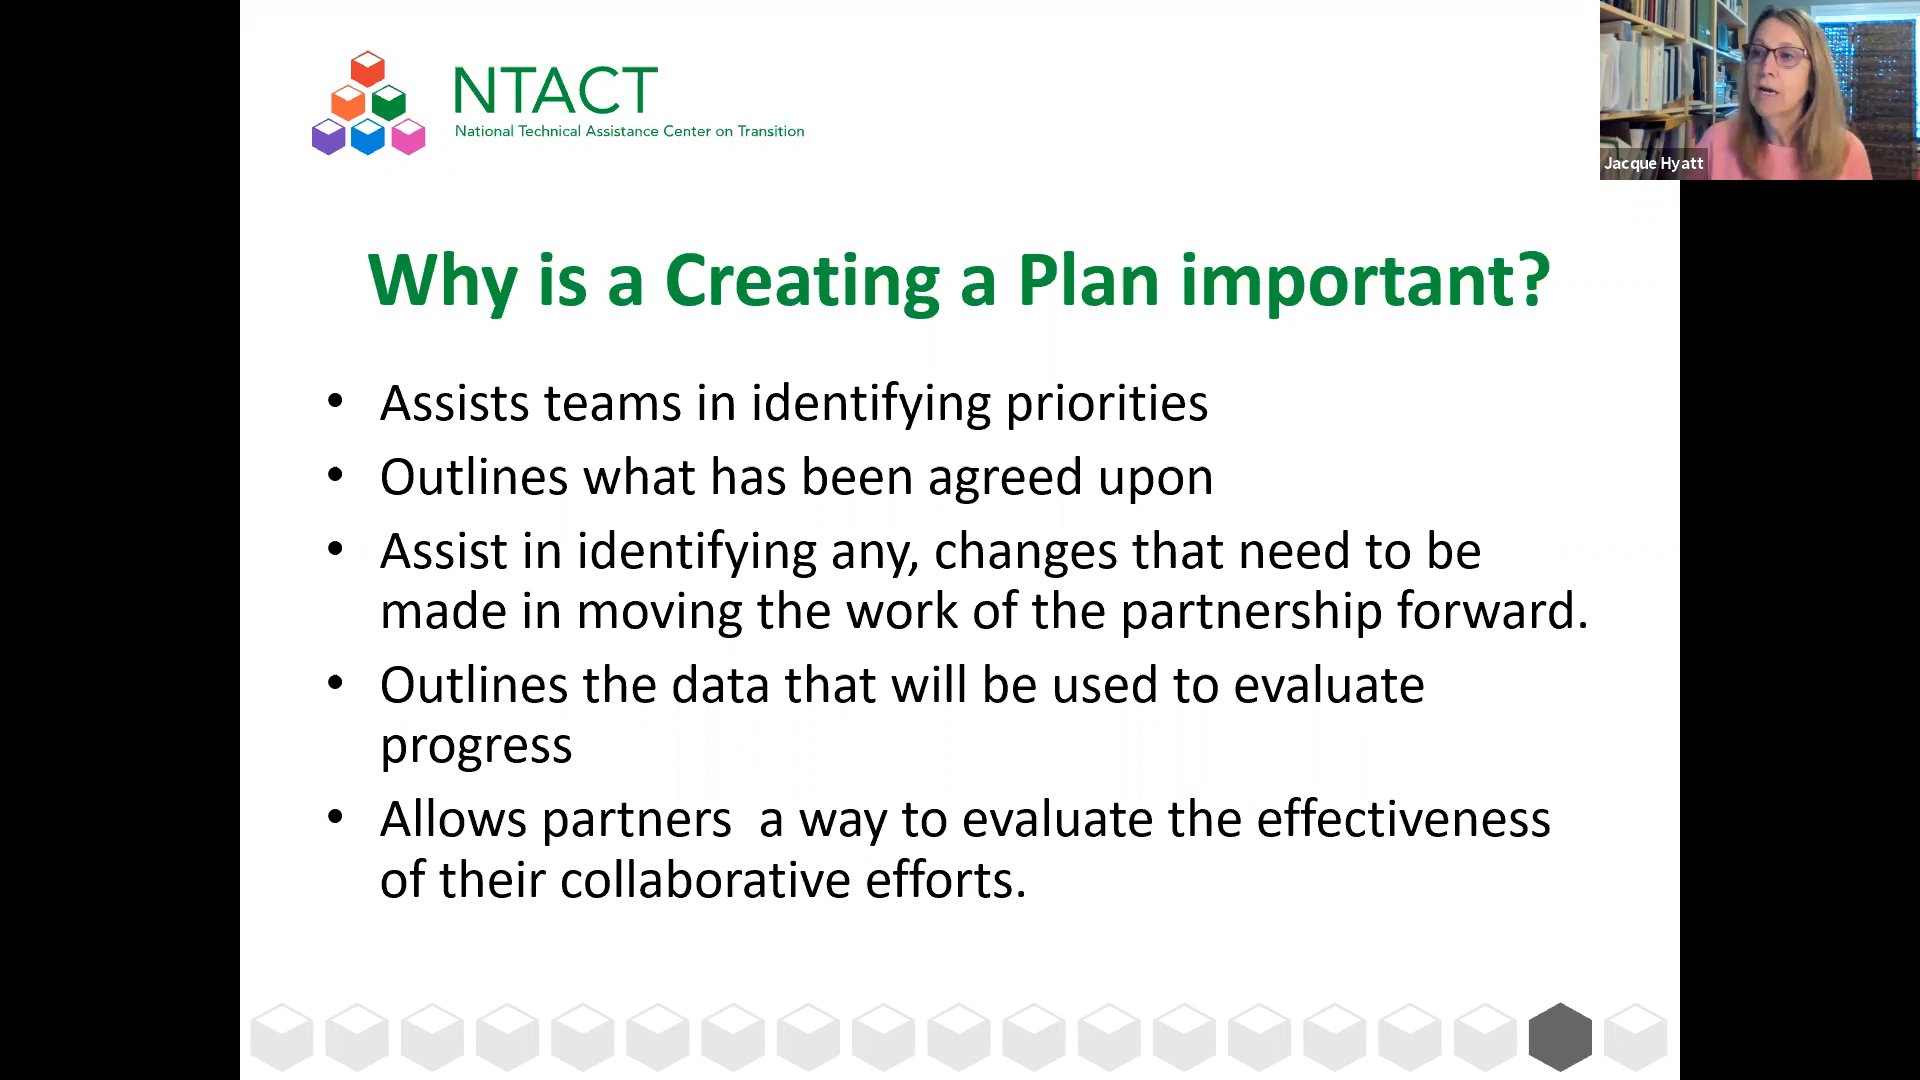 NTACT
National Technical Assistance Center on Transition
Jacque Hyatt
Why is a Creating a Plan important?
• Assists teams in identifying priorities
• Outlines what has been agreed upon
• Assist in identifying any, changes that need to be
made in moving the work of the partnership forward.
• Outlines the data that will be used to evaluate
progress
• Allows partners  a way to evaluate the effectiveness
of their collaborative efforts.